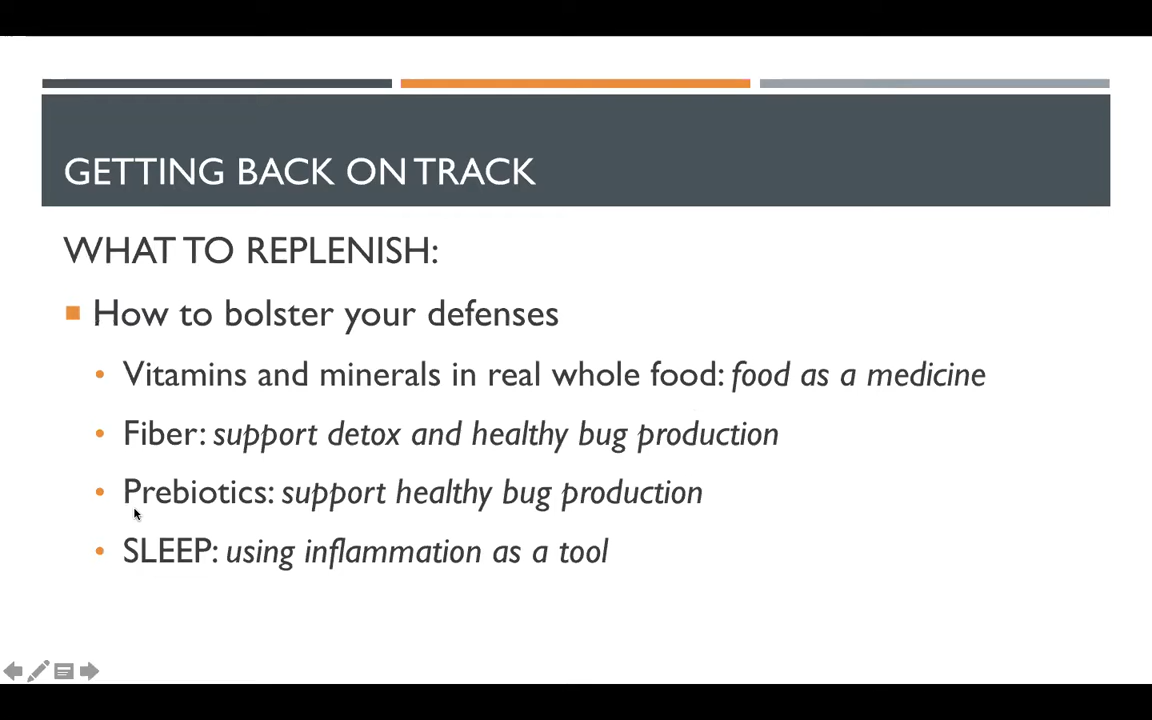 GETTING BACK ON TRACK
WHAT TO REPLENISH:
How to bolster your defenses
Vitamins and minerals in real whole food: food as a medicine
Fiber: support detox and healthy bug production
Prebiotics: support healthy bug production
SLEEP: using inflammation as a tool